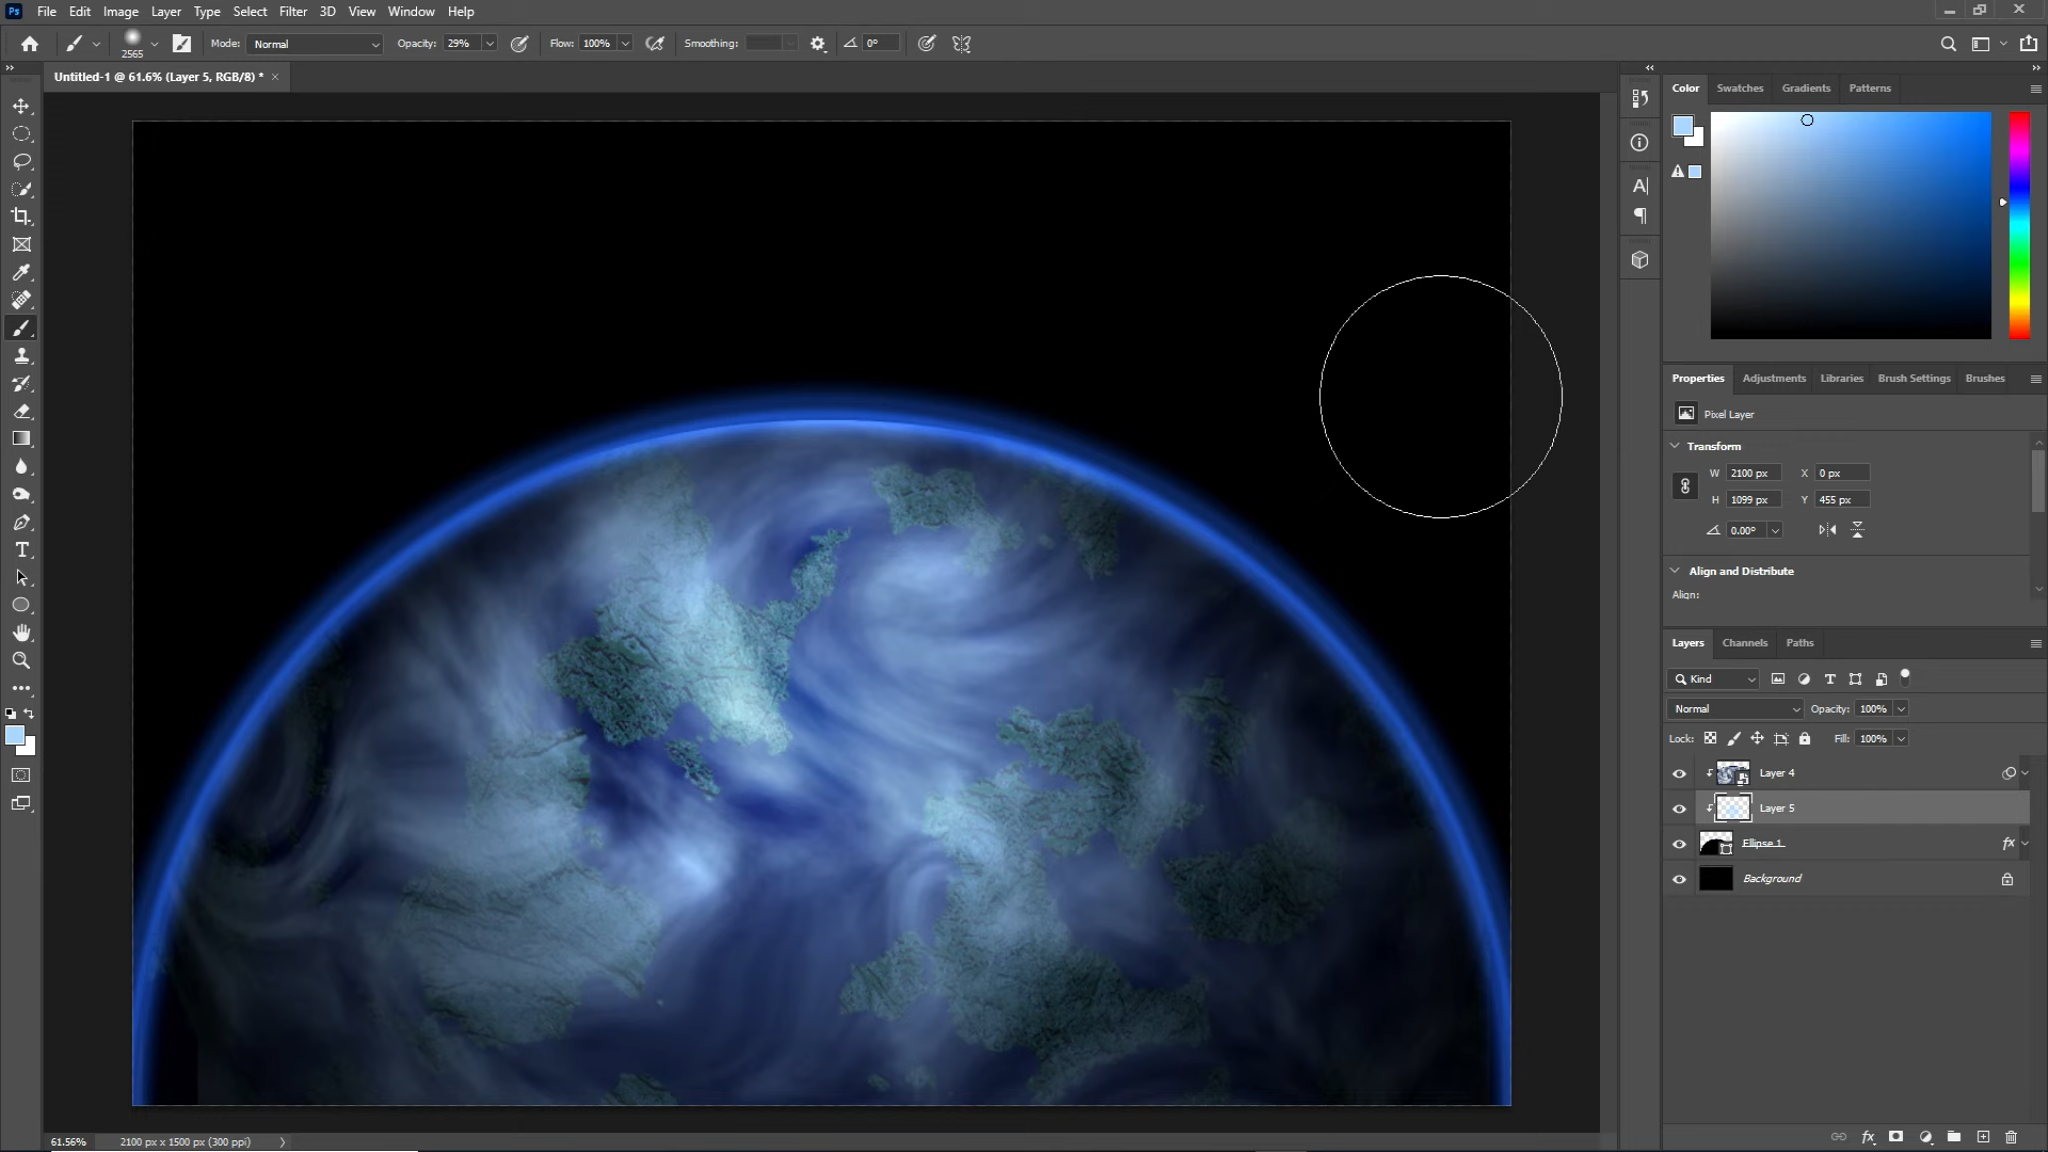 Ps File Edit Image Layer Type Select Filter 3D View Window Help
2565 Mode: Normal Opacity: 29% Flow: 100% Smoothing: 0°
Untitled-1 @ 61.6% (Layer 5, RGB/8) * ×
Color Swatches Gradients Patterns
Properties Adjustments Libraries Brush Settings Brushes
Pixel Layer
Transform
W 2100 px X 0 px
H 1099 px Y 455 px
0.00°
Align and Distribute
Align:
Layers Channels Paths
Kind
Normal Opacity: 100%
Lock: Fill: 100%
Layer 4
Layer 5
Ellipse 1 fx
Background
61.56% 2100 px x 1500 px (300 ppi)
fx